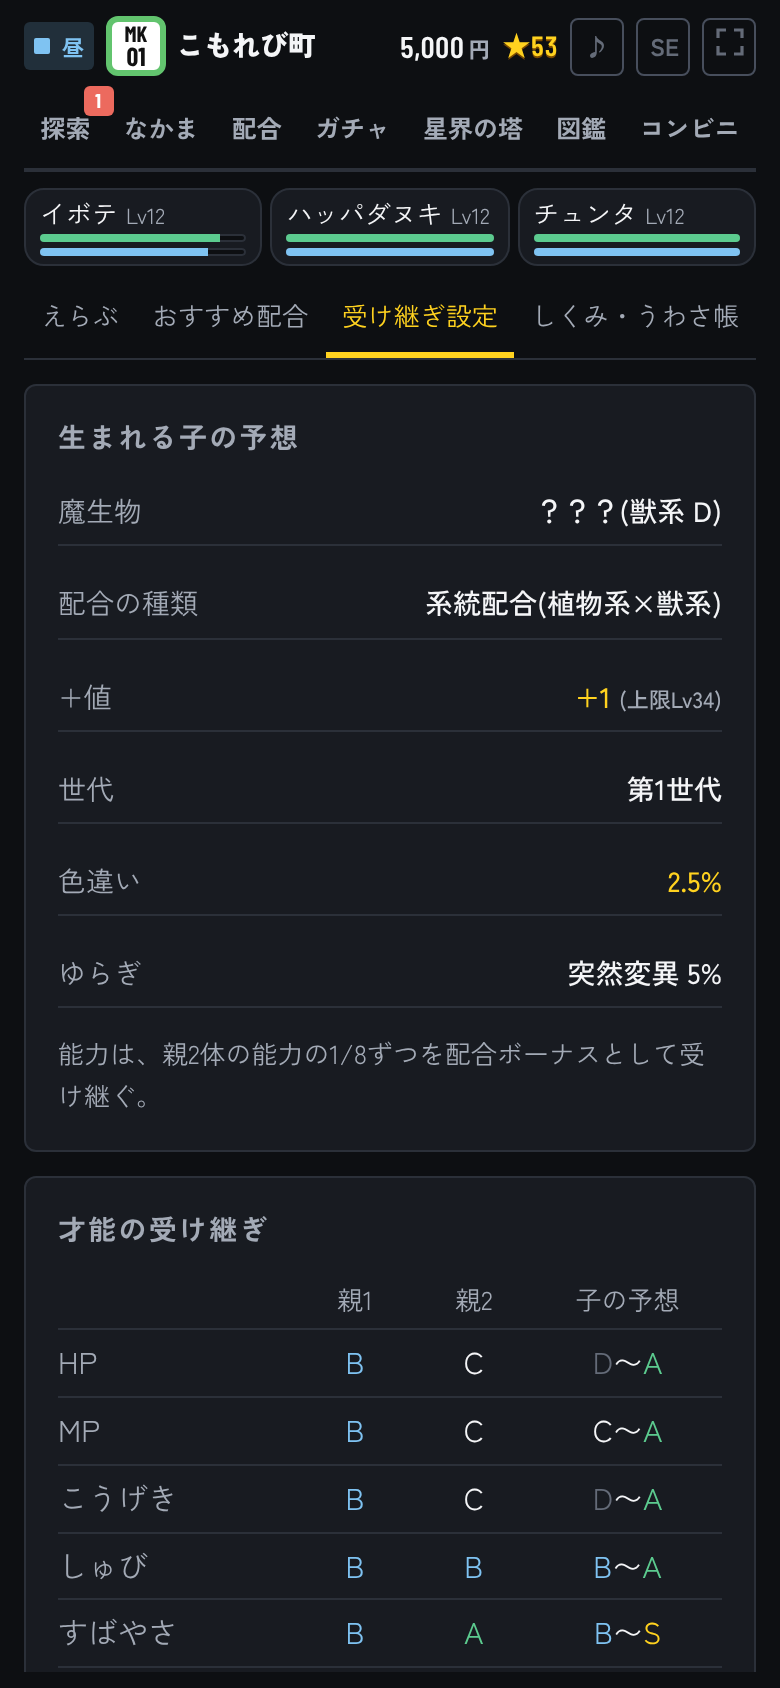 昼 MK 01 こもれび町 5,000 円 ★53 ♪ SE
1
探索 なかま 配合 ガチャ 星界の塔 図鑑 コンビニ
イボテ Lv12 ハッパダヌキ Lv12 チュンタ Lv12
えらぶ おすすめ配合 受け継ぎ設定 しくみ・うわさ帳
生まれる子の予想
魔生物 ？？？(獣系 D)
配合の種類 系統配合(植物系×獣系)
＋値 ＋1 (上限Lv34)
世代 第1世代
色違い 2.5%
ゆらぎ 突然変異 5%
能力は、親2体の能力の1/8ずつを配合ボーナスとして受
け継ぐ。
才能の受け継ぎ
親1 親2 子の予想
HP B C D〜A
MP B C C〜A
こうげき B C D〜A
しゅび B B B〜A
すばやさ B A B〜S